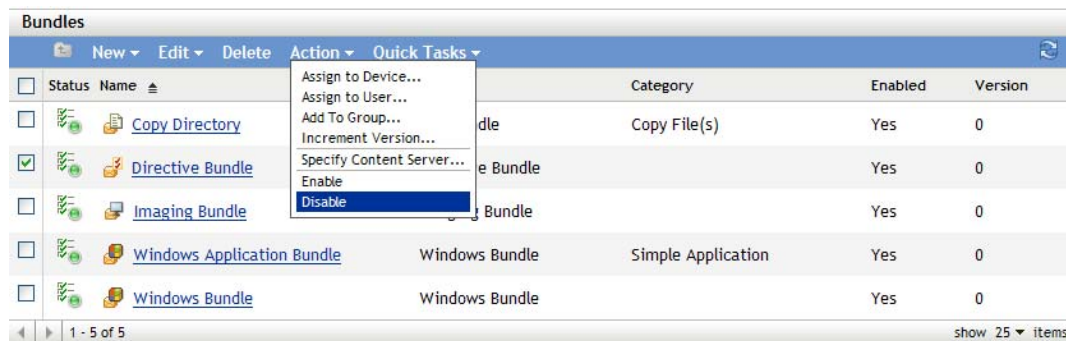 Bundles
New Edit Delete Action Quick Tasks
Status Name Category Enabled Version
Assign to Device...
Assign to User...
Add To Group...
Increment Version...
Specify Content Server...
Enable
Disable
Copy Directory dle Copy File(s) Yes 0
Directive Bundle e Bundle Yes 0
Imaging Bundle Bundle Yes 0
Windows Application Bundle Windows Bundle Simple Application Yes 0
Windows Bundle Windows Bundle Yes 0
1 - 5 of 5 show 25 items